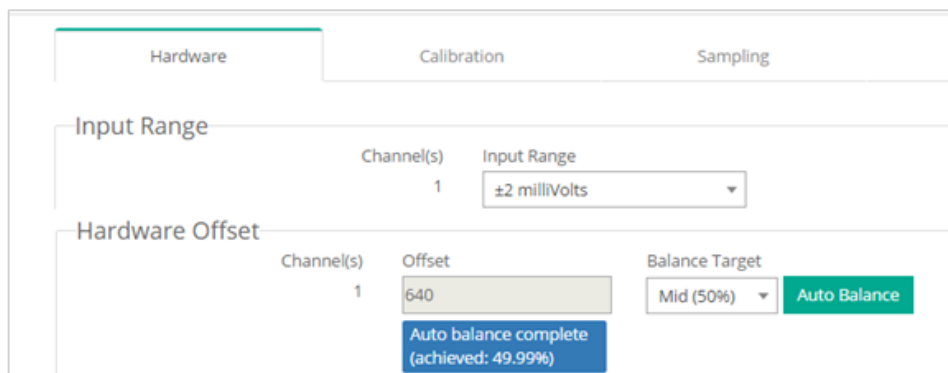 Hardware Calibration Sampling
Input Range
Channel(s) Input Range
1 ±2 milliVolts
Hardware Offset
Channel(s) Offset Balance Target
1 640 Mid (50%) Auto Balance
Auto balance complete
(achieved: 49.99%)